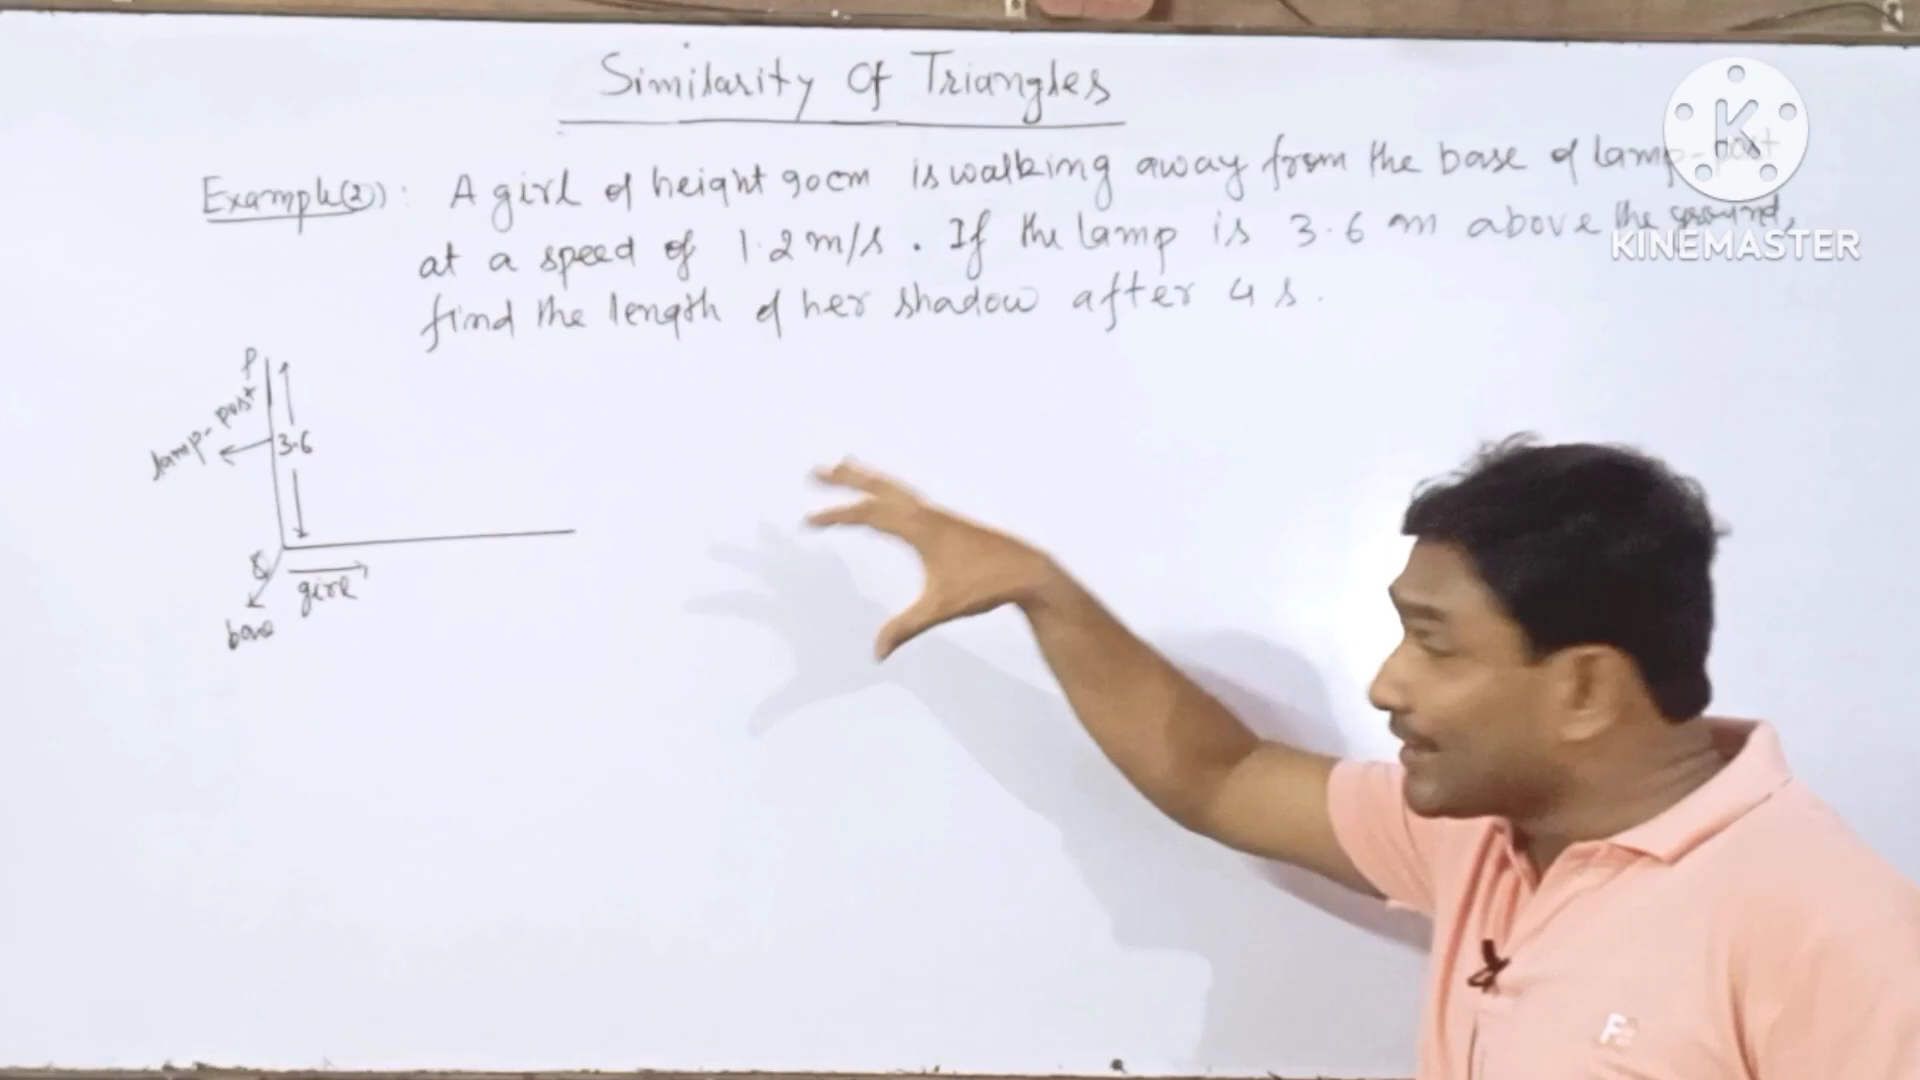 Similarity Of Triangles
Example(2): A girl of height 90cm is walking away from the base of lamp-post
at a speed of 1.2 m/s. If the lamp is 3.6 m above the ground,
find the length of her shadow after 4 s.
P
lamp-post
3.6
Q
girl
base
K
KINEMASTER